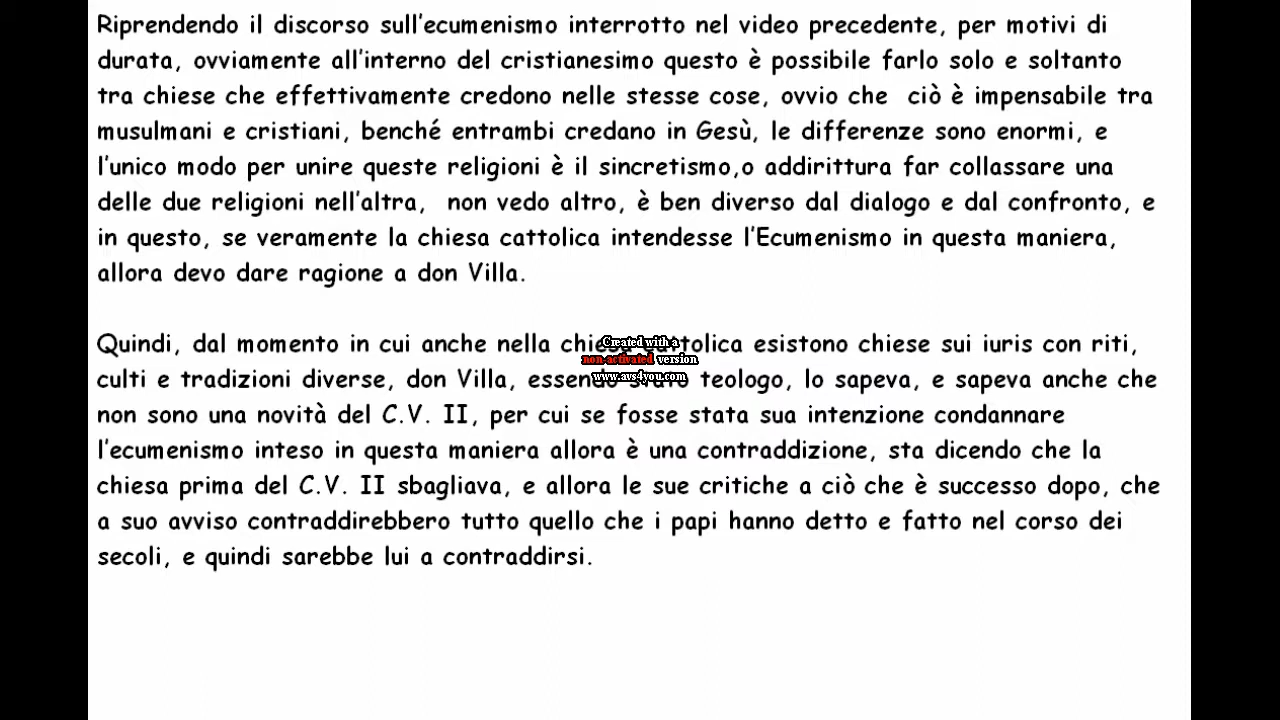 Riprendendo il discorso sull'ecumenismo interrotto nel video precedente, per motivi di
durata, ovviamente all'interno del cristianesimo questo è possibile farlo solo e soltanto
tra chiese che effettivamente credono nelle stesse cose, ovvio che  ciò è impensabile tra
musulmani e cristiani, benché entrambi credano in Gesù, le differenze sono enormi, e
l'unico modo per unire queste religioni è il sincretismo,o addirittura far collassare una
delle due religioni nell'altra,  non vedo altro, è ben diverso dal dialogo e dal confronto, e
in questo, se veramente la chiesa cattolica intendesse l'Ecumenismo in questa maniera,
allora devo dare ragione a don Villa.
Quindi, dal momento in cui anche nella chiesa cattolica esistono chiese sui iuris con riti,
culti e tradizioni diverse, don Villa, essendo stato teologo, lo sapeva, e sapeva anche che
non sono una novità del C.V. II, per cui se fosse stata sua intenzione condannare
l'ecumenismo inteso in questa maniera allora è una contraddizione, sta dicendo che la
chiesa prima del C.V. II sbagliava, e allora le sue critiche a ciò che è successo dopo, che
a suo avviso contraddirebbero tutto quello che i papi hanno detto e fatto nel corso dei
secoli, e quindi sarebbe lui a contraddirsi.
Created with a
non-activated version
www.avs4you.com